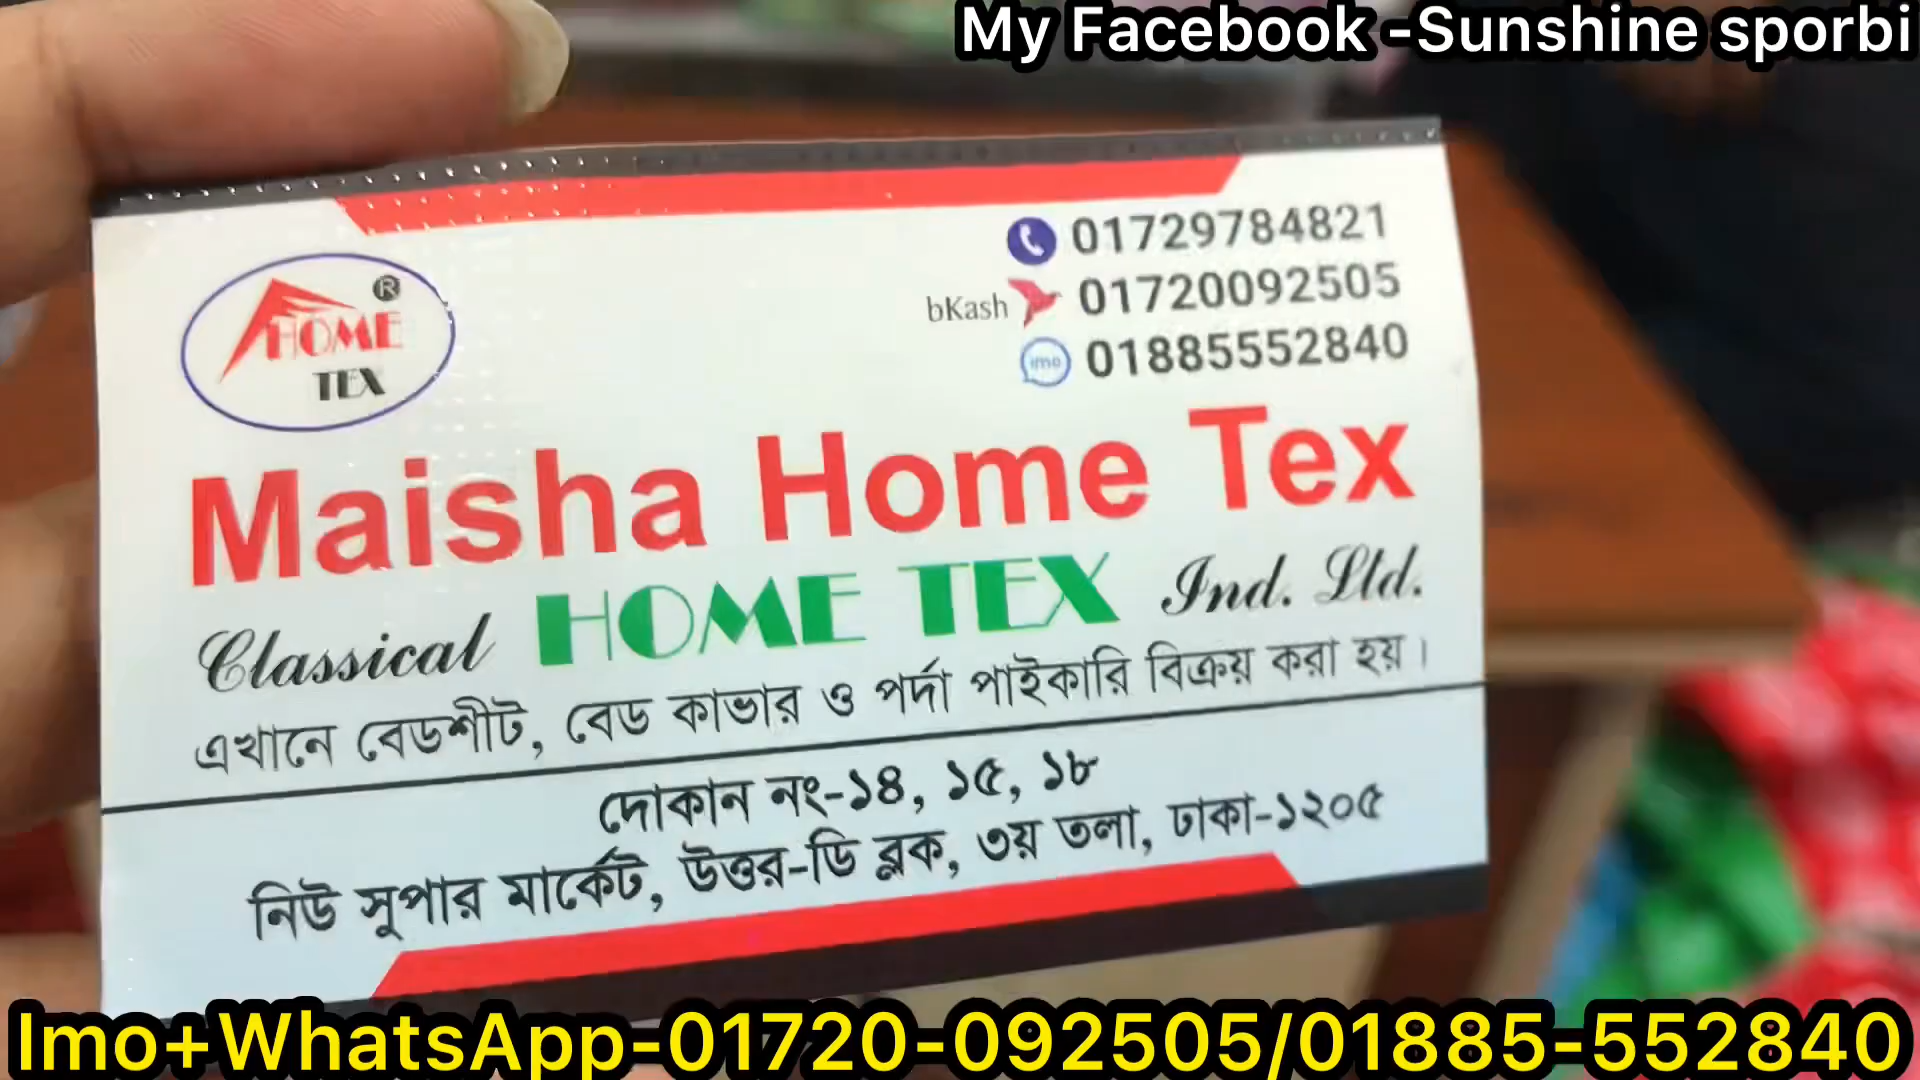 My Facebook -Sunshine sporbi
01729784821
bKash 01720092505
imo 01885552840
HOME ®
TEX
Maisha Home Tex
Classical HOME TEX Ind. Ltd.
এখানে বেডশীট, বেড কাভার ও পর্দা পাইকারি বিক্রয় করা হয়।
দোকান নং-১৪, ১৫, ১৮
নিউ সুপার মার্কেট, উত্তর-ডি ব্লক, ৩য় তলা, ঢাকা-১২০৫
Imo+WhatsApp-01720-092505/01885-552840